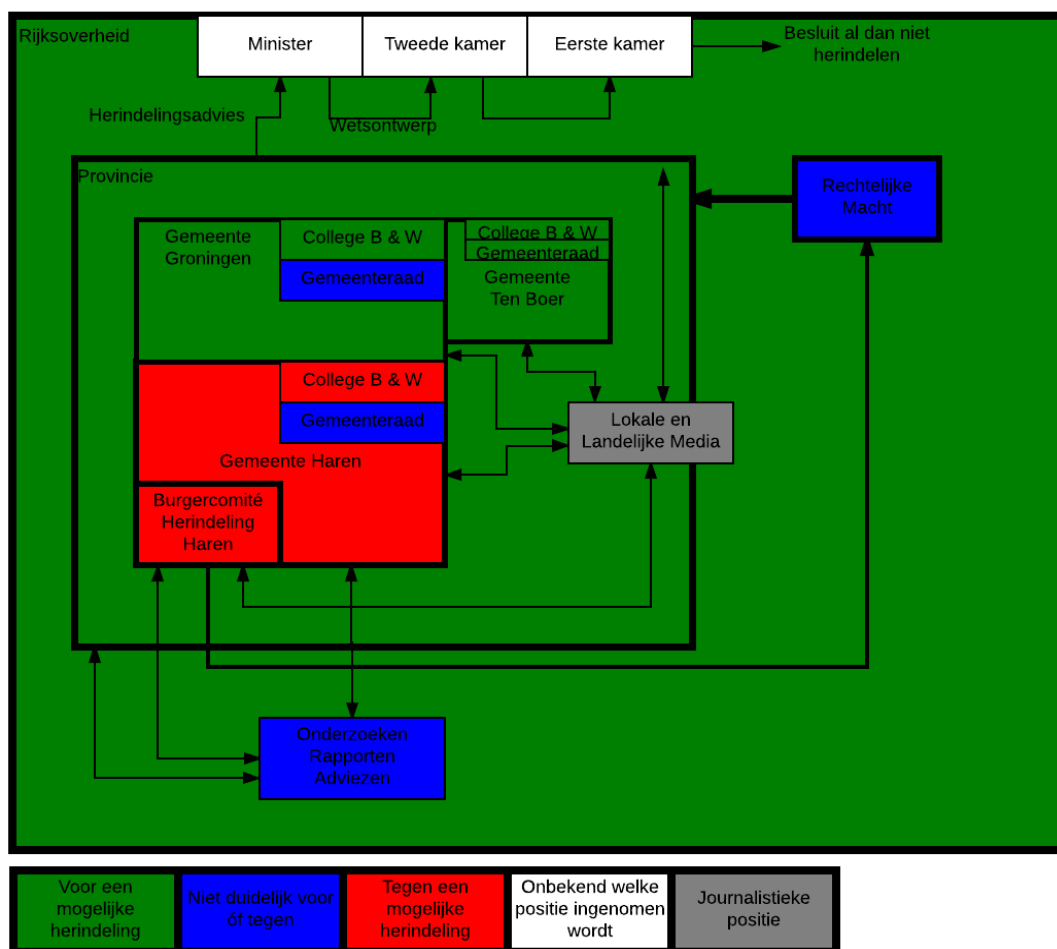 Rijksoverheid
Minister
Tweede kamer
Eerste kamer
Besluit al dan niet
herindelen
Herindelingsadvies
Wetsontwerp
Provincie
Rechtelijke
Macht
Gemeente
Groningen
College B & W
Gemeenteraad
College B & W
Gemeenteraad
Gemeente
Ten Boer
College B & W
Gemeenteraad
Gemeente Haren
Burgercomité
Herindeling
Haren
Lokale en
Landelijke Media
Onderzoeken
Rapporten
Adviezen
Voor een
mogelijke
herindeling
Niet duidelijk voor
óf tegen
Tegen een
mogelijke
herindeling
Onbekend welke
positie ingenomen
wordt
Journalistieke
positie